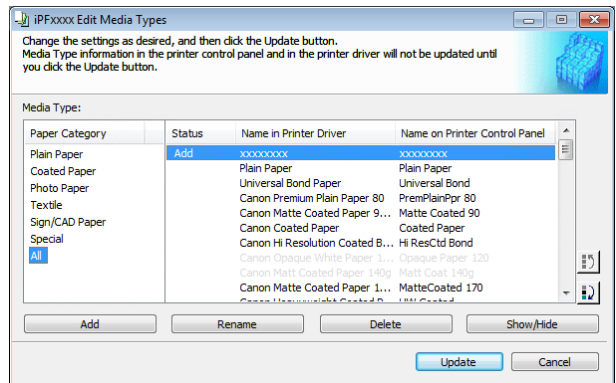 iPFxxxx Edit Media Types
Change the settings as desired, and then click the Update button.
Media Type information in the printer control panel and in the printer driver will not be updated until
you click the Update button.
Media Type:
Paper Category
Status Name in Printer Driver Name on Printer Control Panel
Plain Paper
Coated Paper
Photo Paper
Textile
Sign/CAD Paper
Special
All
Add xxxxxxxx xxxxxxxx
Plain Paper Plain Paper
Universal Bond Paper Universal Bond
Canon Premium Plain Paper 80 PremPlainPpr 80
Canon Matte Coated Paper 9... Matte Coated 90
Canon Coated Paper Coated Paper
Canon Hi Resolution Coated B... Hi ResCtd Bond
Canon Opaque White Paper 1... Opaque Paper 120
Canon Matt Coated Paper 140g Matt Coat 140g
Canon Matte Coated Paper 1... MatteCoated 170
Canon Heavyweight Coated P... HW Coated
Add Rename Delete Show/Hide
Update Cancel